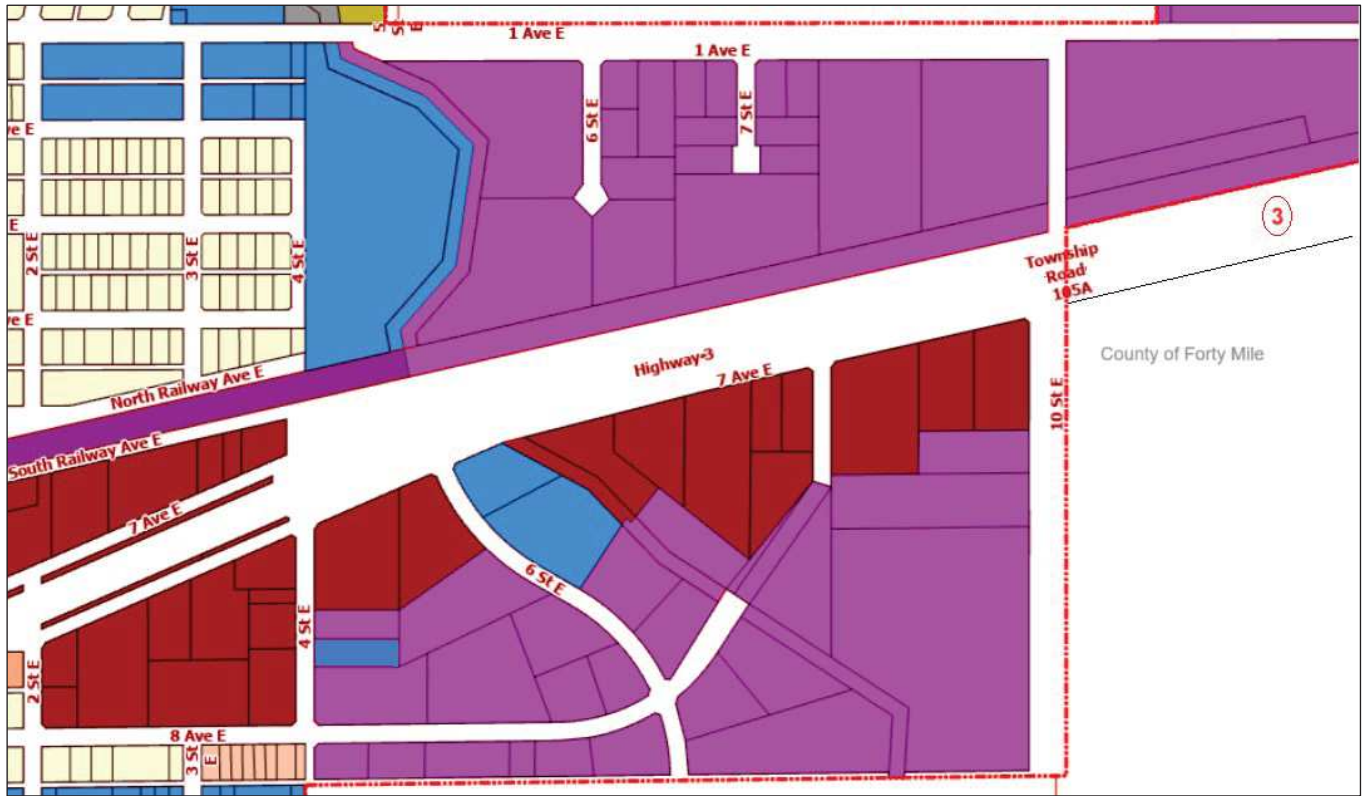 5
St
E
1 Ave E
1 Ave E
ve E
6 St E
7 St E
3
E
2 St E
3 St E
4 St E
Township
Road
105A
ve E
Highway-3
County of Forty Mile
North Railway Ave E
7 Ave E
10 St E
South Railway Ave E
7 Ave E
6 St E
4 St E
2 St E
8 Ave E
3 St
E